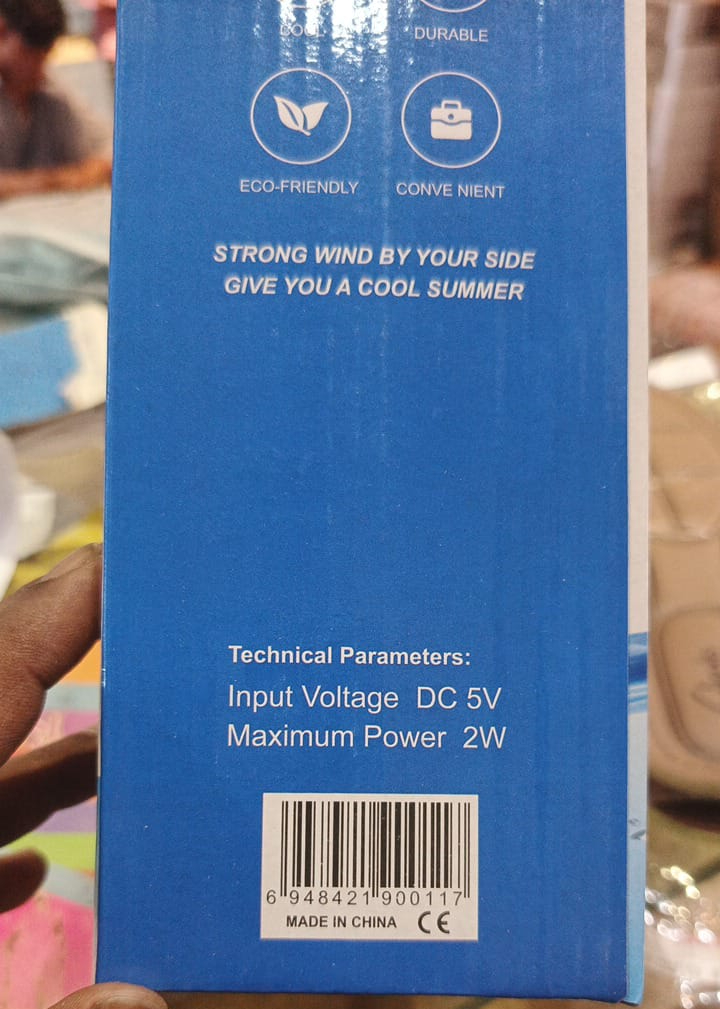 COOL
DURABLE
ECO-FRIENDLY
CONVE NIENT
STRONG WIND BY YOUR SIDE
GIVE YOU A COOL SUMMER
Technical Parameters:
Input Voltage DC 5V
Maximum Power 2W
6 948421 900117
MADE IN CHINA CE